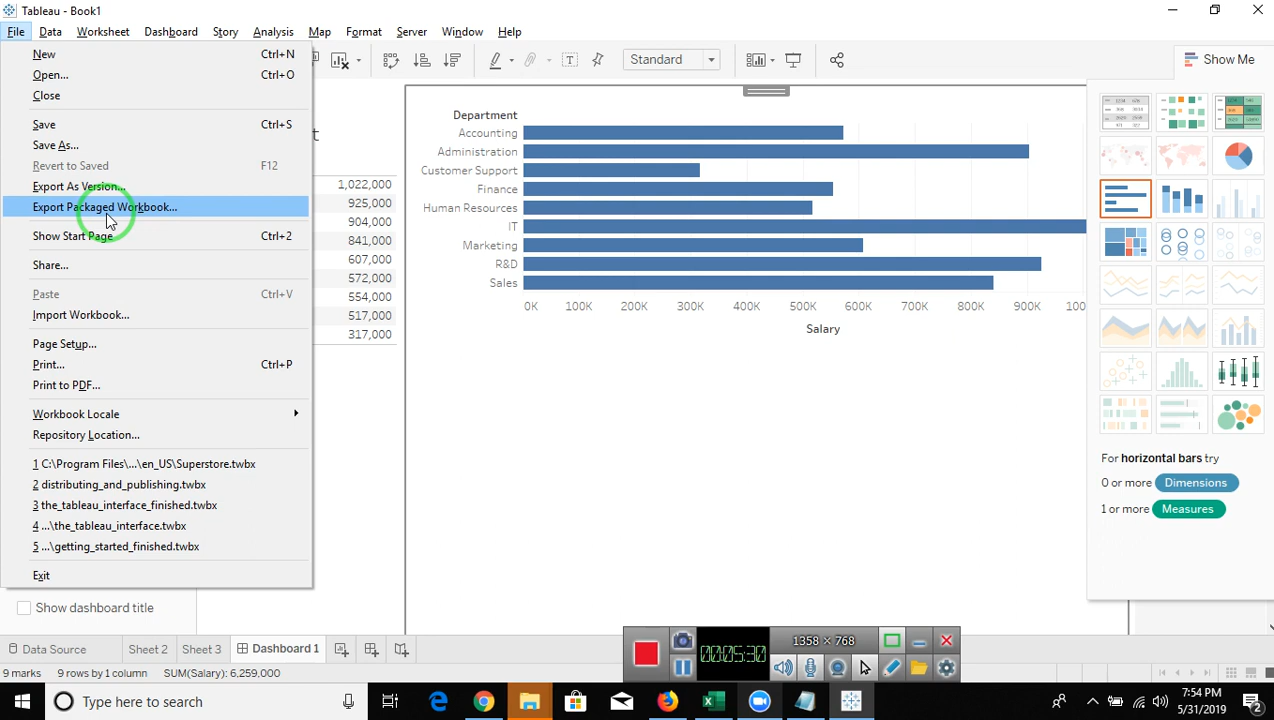 Tableau - Book1
File Data Worksheet Dashboard Story Analysis Map Format Server Window Help
New Ctrl+N
Open... Ctrl+O
Close
Save Ctrl+S
Save As...
Revert to Saved F12
Export As Version...
Export Packaged Workbook...
Show Start Page Ctrl+2
Share...
Paste Ctrl+V
Import Workbook...
Page Setup...
Print... Ctrl+P
Print to PDF...
Workbook Locale
Repository Location...
1 C:\Program Files\...\en_US\Superstore.twbx
2 distributing_and_publishing.twbx
3 the_tableau_interface_finished.twbx
4 ...\the_tableau_interface.twbx
5 ...\getting_started_finished.twbx
Exit
Show dashboard title
Standard
Show Me
t
1,022,000
925,000
904,000
841,000
607,000
572,000
554,000
517,000
317,000
Department
Accounting
Administration
Customer Support
Finance
Human Resources
IT
Marketing
R&D
Sales
0K 100K 200K 300K 400K 500K 600K 700K 800K 900K 100
Salary
For horizontal bars try
0 or more Dimensions
1 or more Measures
Data Source Sheet 2 Sheet 3 Dashboard 1
00:05:30
1358 × 768
9 marks 9 rows by 1 column SUM(Salary): 6,259,000
Type here to search
7:54 PM
5/31/2019
2